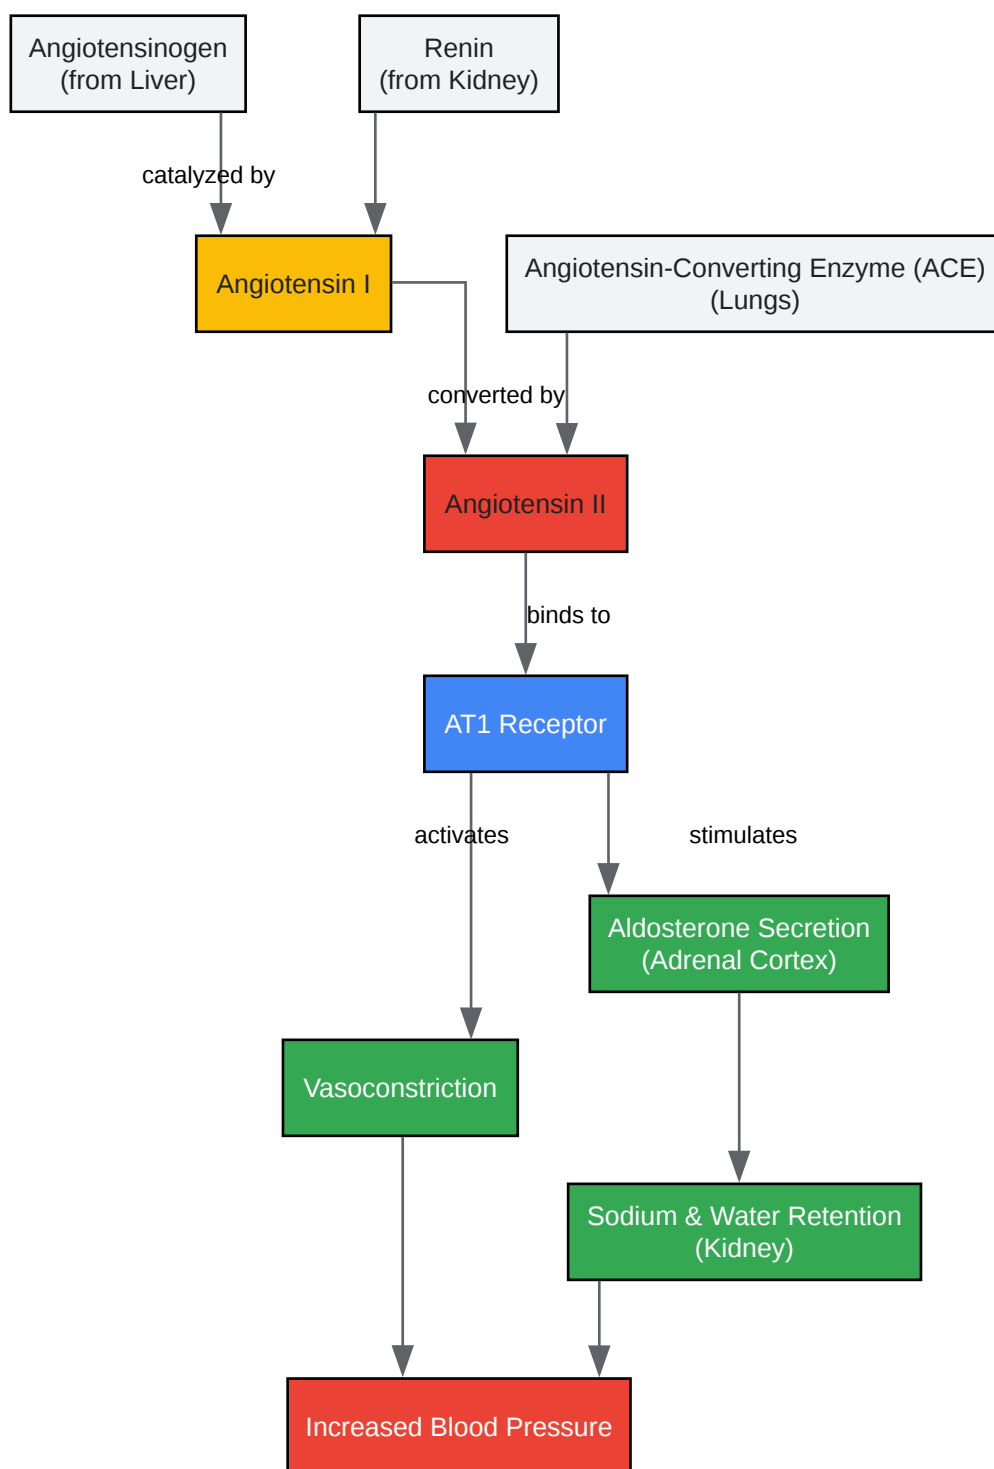 Angiotensinogen
(from Liver)
Renin
(from Kidney)
catalyzed by
Angiotensin I
Angiotensin-Converting Enzyme (ACE)
(Lungs)
converted by
Angiotensin II
binds to
AT1 Receptor
activates
stimulates
Aldosterone Secretion
(Adrenal Cortex)
Vasoconstriction
Sodium & Water Retention
(Kidney)
Increased Blood Pressure